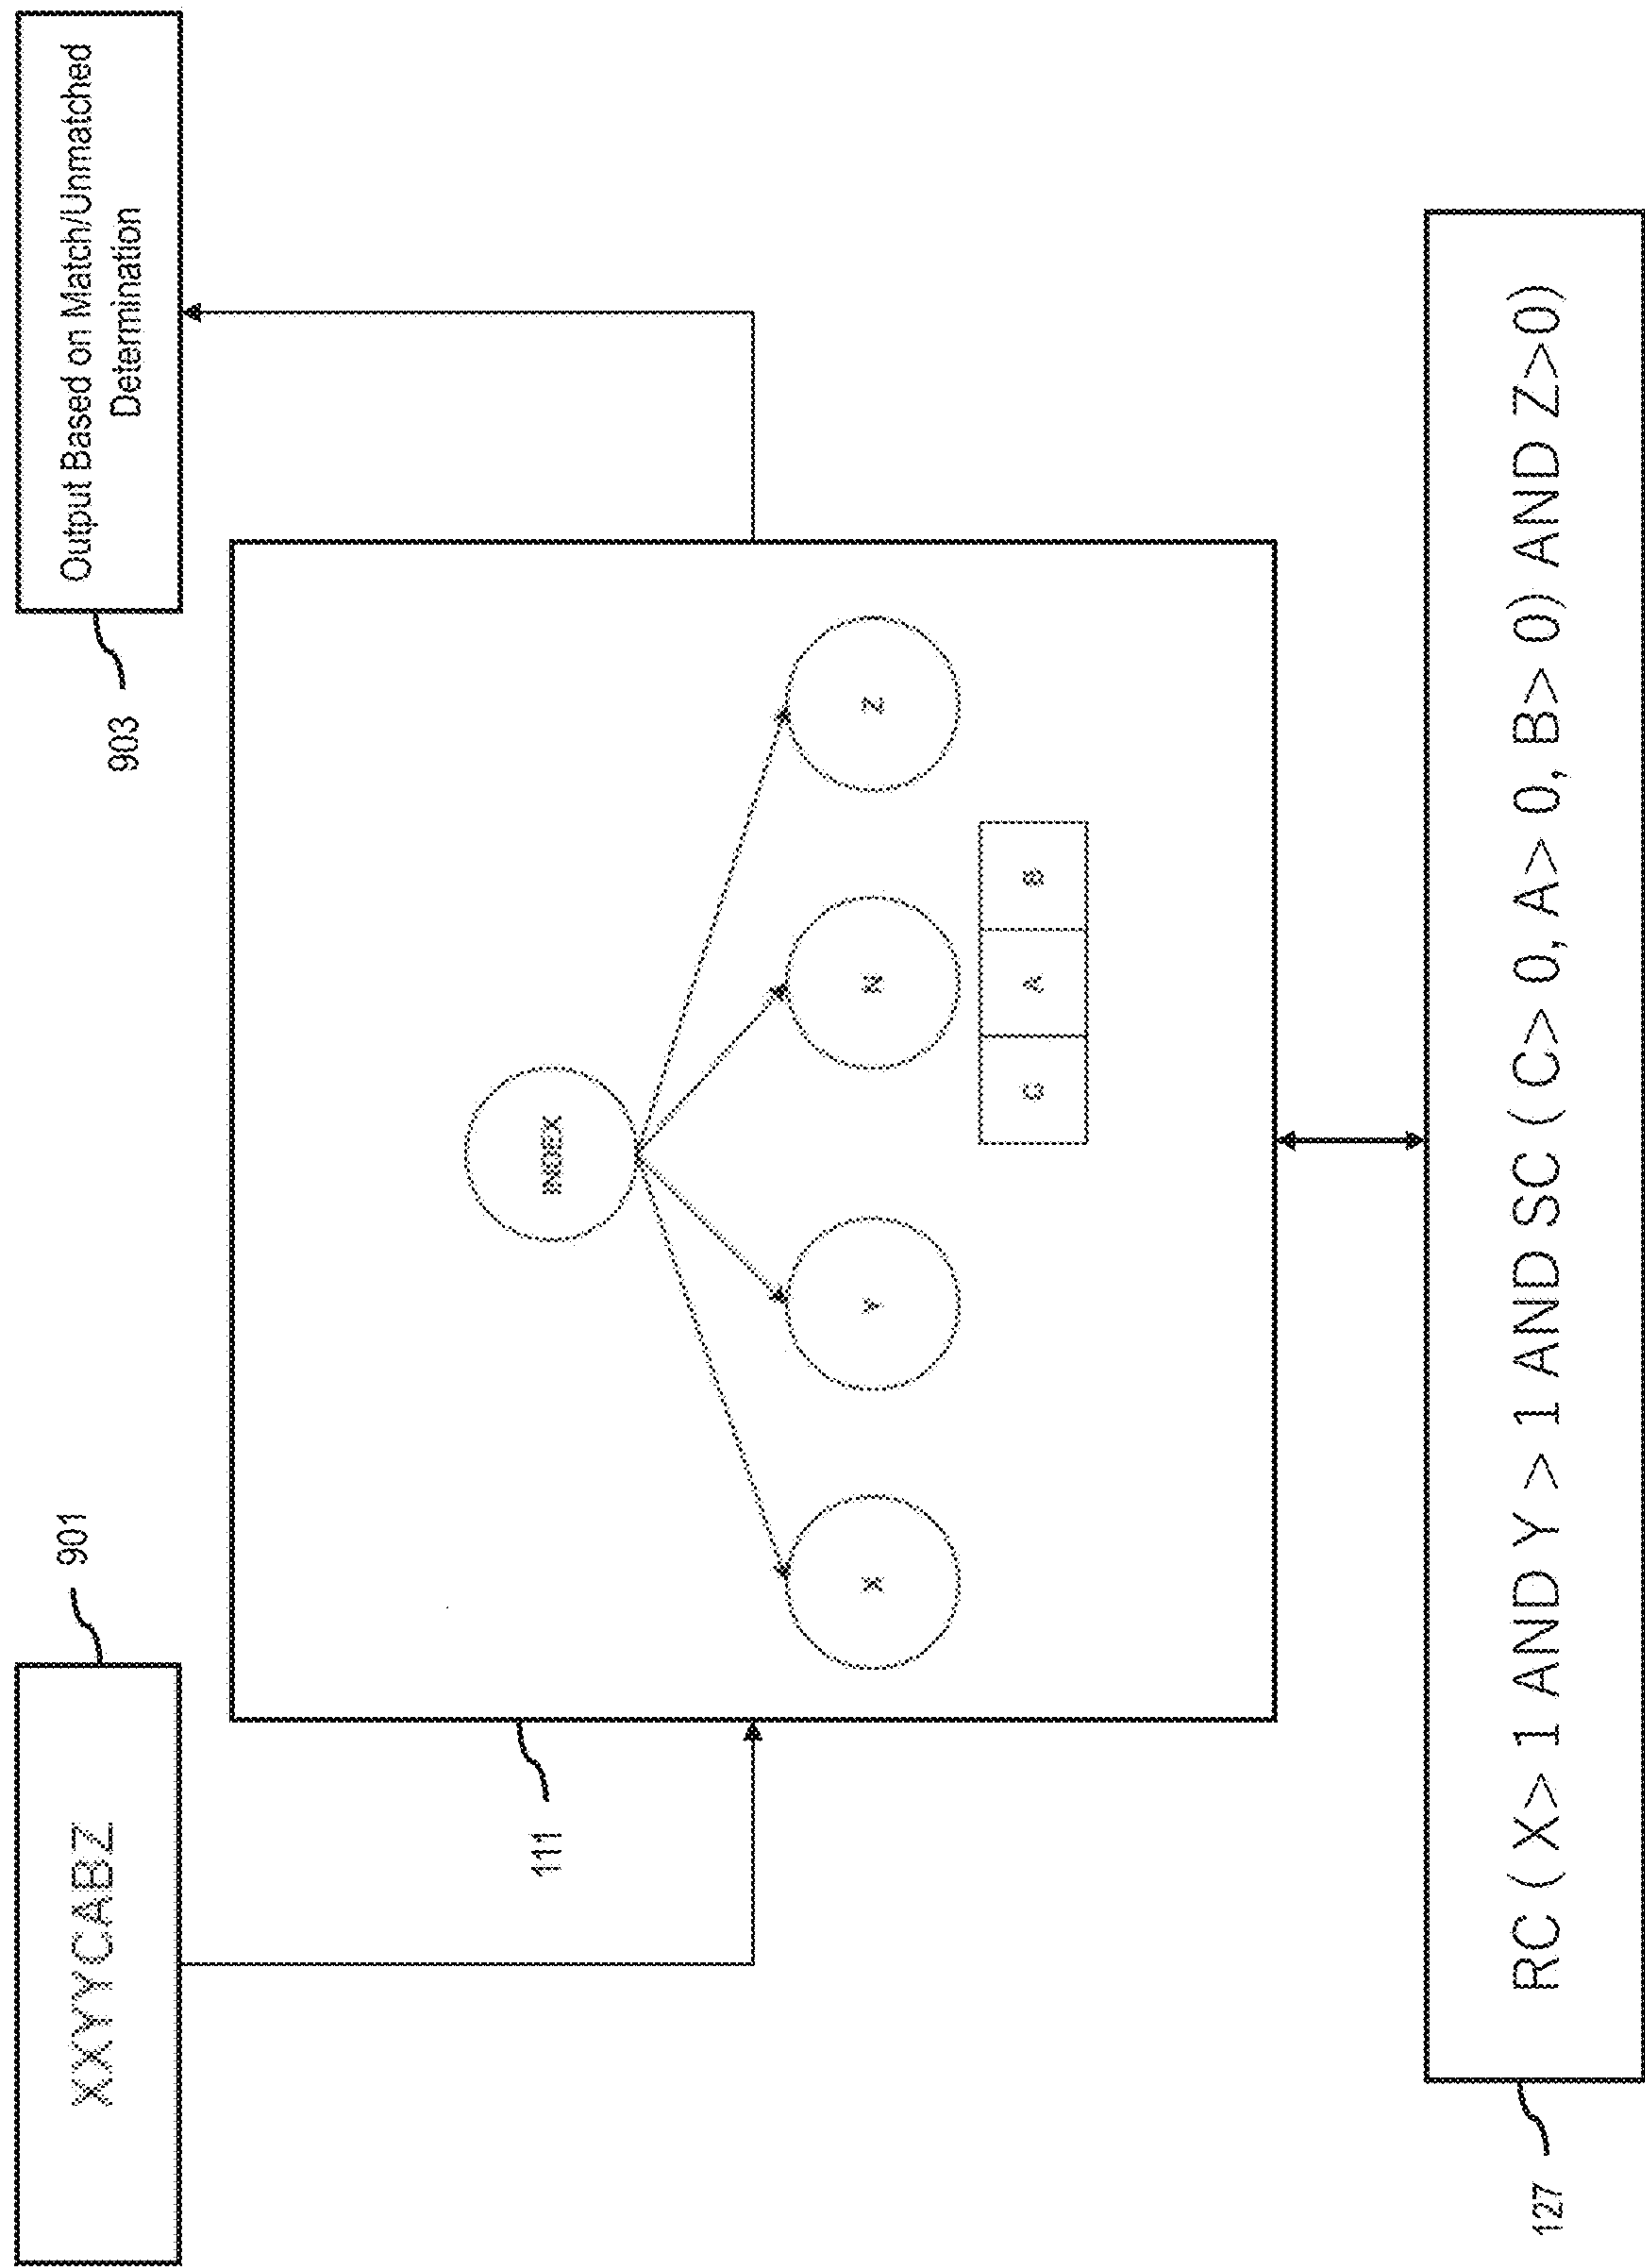 XXYYCABZ
901
Output Based on Match/Unmatched
Determination
903
111
INDEX
X
Y
N
Z
C
A
B
RC ( X> 1 AND Y > 1 AND SC ( C> 0, A> 0, B> 0) AND Z>0)
127